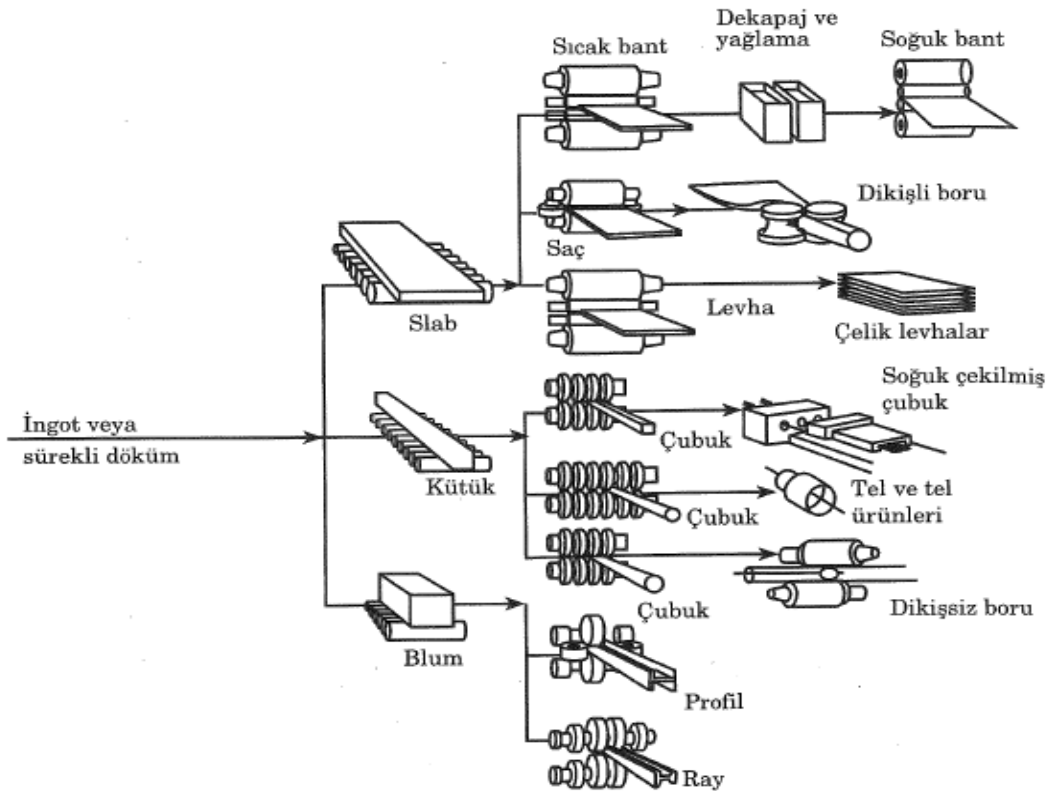 Sıcak bant
Dekapaj ve
yağlama
Soğuk bant
Saç
Dikişli boru
Slab
Levha
Çelik levhalar
İngot veya
sürekli döküm
Kütük
Çubuk
Soğuk çekilmiş
çubuk
Çubuk
Tel ve tel
ürünleri
Çubuk
Dikişsiz boru
Blum
Profil
Ray